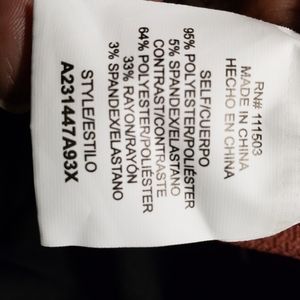 RN# 111503
MADE IN CHINA
HECHO EN CHINA
SELF/CUERPO
95% POLYESTER/POLIÉSTER
5% SPANDEX/ELASTANO
CONTRAST/CONTRASTE
64% POLYESTER/POLIÉSTER
33% RAYON/RAYÓN
3% SPANDEX/ELASTANO
STYLE/ESTILO
A231447A93X